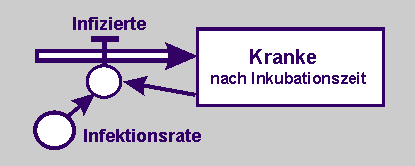 Infizierte
Kranke
nach Inkubationszeit
Infektionsrate